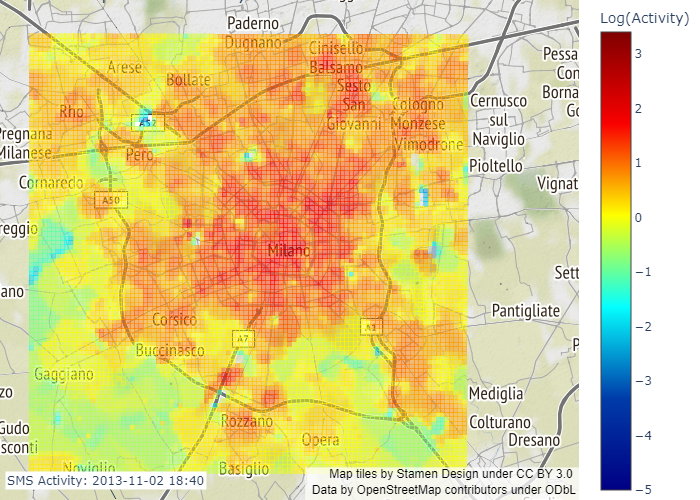 Log(Activity)
Paderno
Dugnano
Cinisello
Balsamo
Arese
Bollate
Sesto
San
Giovanni
Cologno
Monzese
Pessa
Con
Borna
Go
Cernusco
sul
Naviglio
Rho
A52
Pregnana
Milanese
Pero
Vimodrone
Pioltello
Cornaredo
Vignat
A50
reggio
Milano
Sett
ano
Pantigliate
Corsico
A7
A1
Buccinasco
P
Gaggiano
zo
Mediglia
Rozzano
Colturano
Gudo
sconti
Opera
Dresano
Noviglio
Basiglio
SMS Activity: 2013-11-02 18:40
Map tiles by Stamen Design under CC BY 3.0
Data by OpenStreetMap contributors under ODbL
3
2
1
0
−1
−2
−3
−4
−5